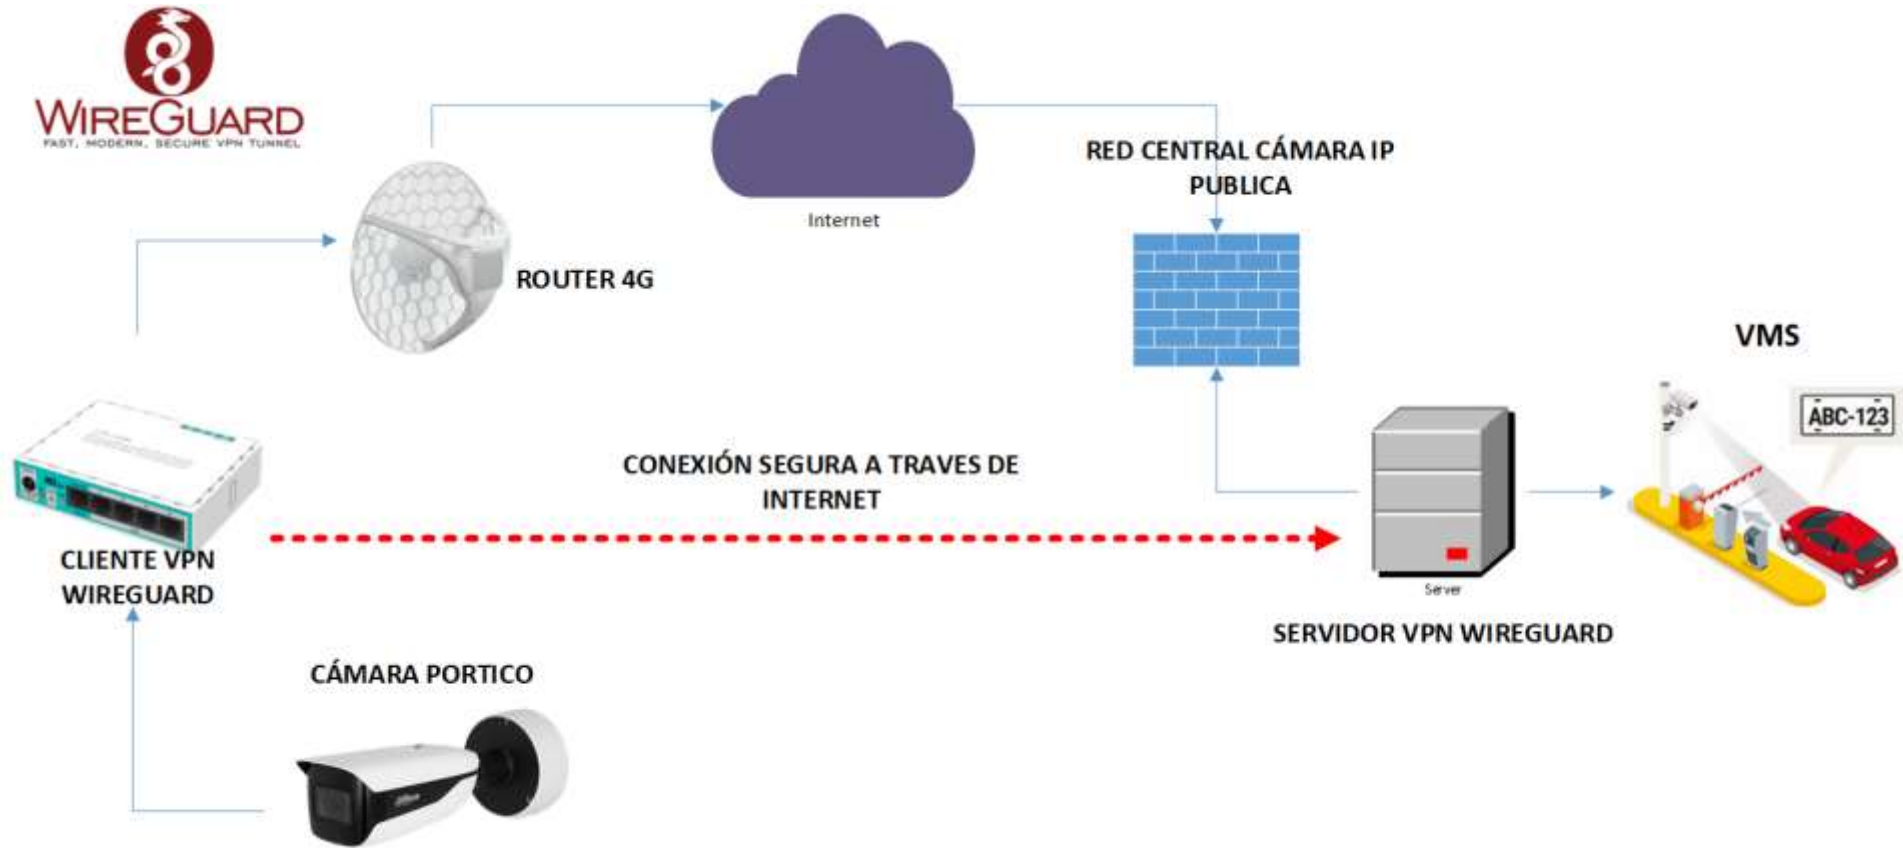 WIREGUARD
FAST, MODERN, SECURE VPN TUNNEL
RED CENTRAL CÁMARA IP
PUBLICA
Internet
ROUTER 4G
VMS
ABC-123
CONEXIÓN SEGURA A TRAVES DE
INTERNET
CLIENTE VPN
WIREGUARD
Server
SERVIDOR VPN WIREGUARD
CÁMARA PORTICO
alhua